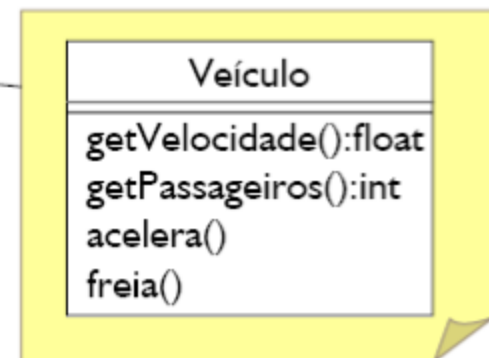 Veículo
getVelocidade():float
getPassageiros():int
acelera()
freia()